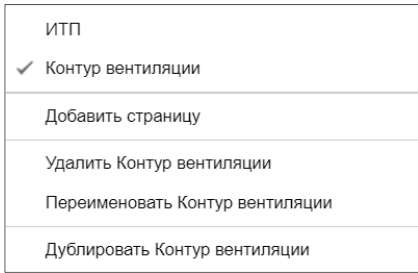 ИТП
Контур вентиляции
Добавить страницу
Удалить Контур вентиляции
Переименовать Контур вентиляции
Дублировать Контур вентиляции